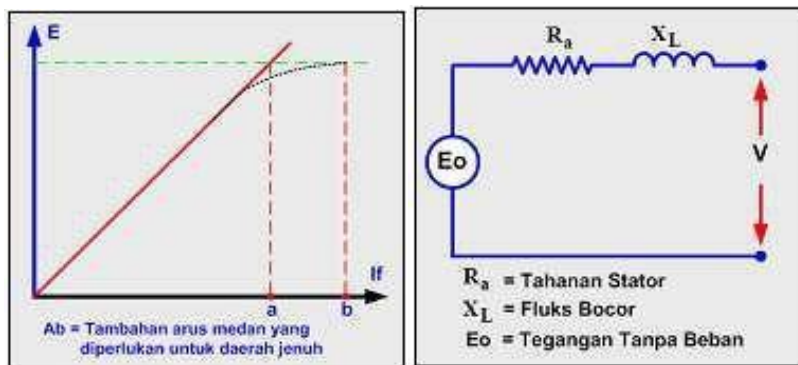 E
If
a
b
Ab = Tambahan arus medan yang
diperlukan untuk daerah jenuh
Ra
XL
Eo
V
Ra = Tahanan Stator
XL = Fluks Bocor
Eo = Tegangan Tanpa Beban